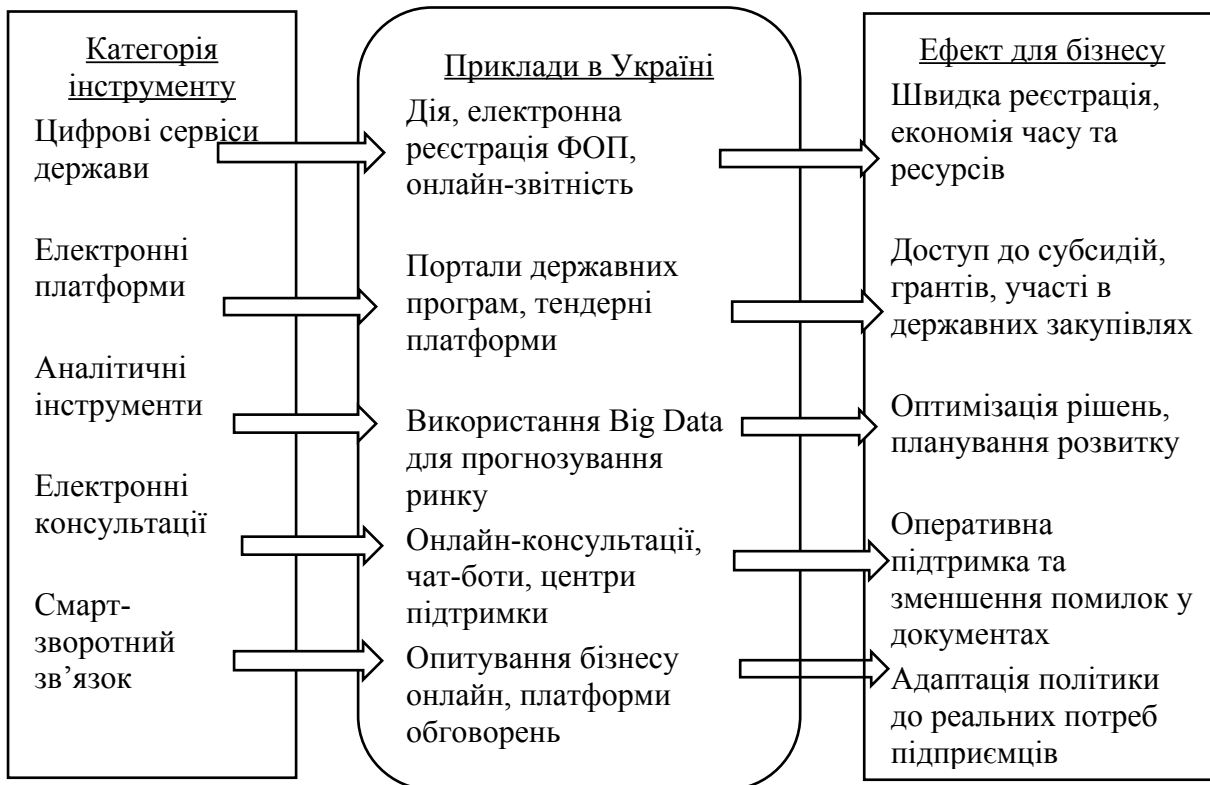 Категорія
інструменту
Цифрові сервіси
держави
Електронні
платформи
Аналітичні
інструменти
Електронні
консультації
Смарт-
зворотний
зв’язок
Приклади в Україні
Дія, електронна
реєстрація ФОП,
онлайн-звітність
Портали державних
програм, тендерні
платформи
Використання Big Data
для прогнозування
ринку
Онлайн-консультації,
чат-боти, центри
підтримки
Опитування бізнесу
онлайн, платформи
обговорень
Ефект для бізнесу
Швидка реєстрація,
економія часу та
ресурсів
Доступ до субсидій,
грантів, участі в
державних закупівлях
Оптимізація рішень,
планування розвитку
Оперативна
підтримка та
зменшення помилок у
документах
Адаптація політики
до реальних потреб
підприємців